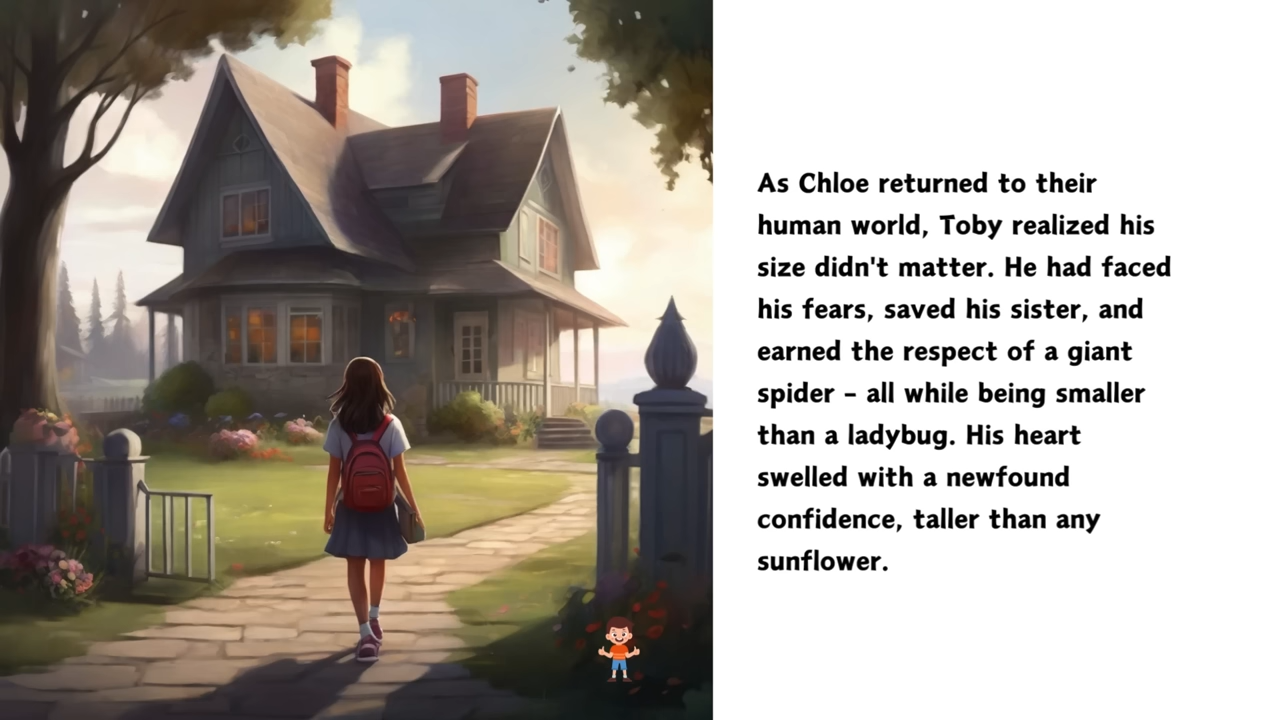 As Chloe returned to their
human world, Toby realized his
size didn't matter. He had faced
his fears, saved his sister, and
earned the respect of a giant
spider – all while being smaller
than a ladybug. His heart
swelled with a newfound
confidence, taller than any
sunflower.